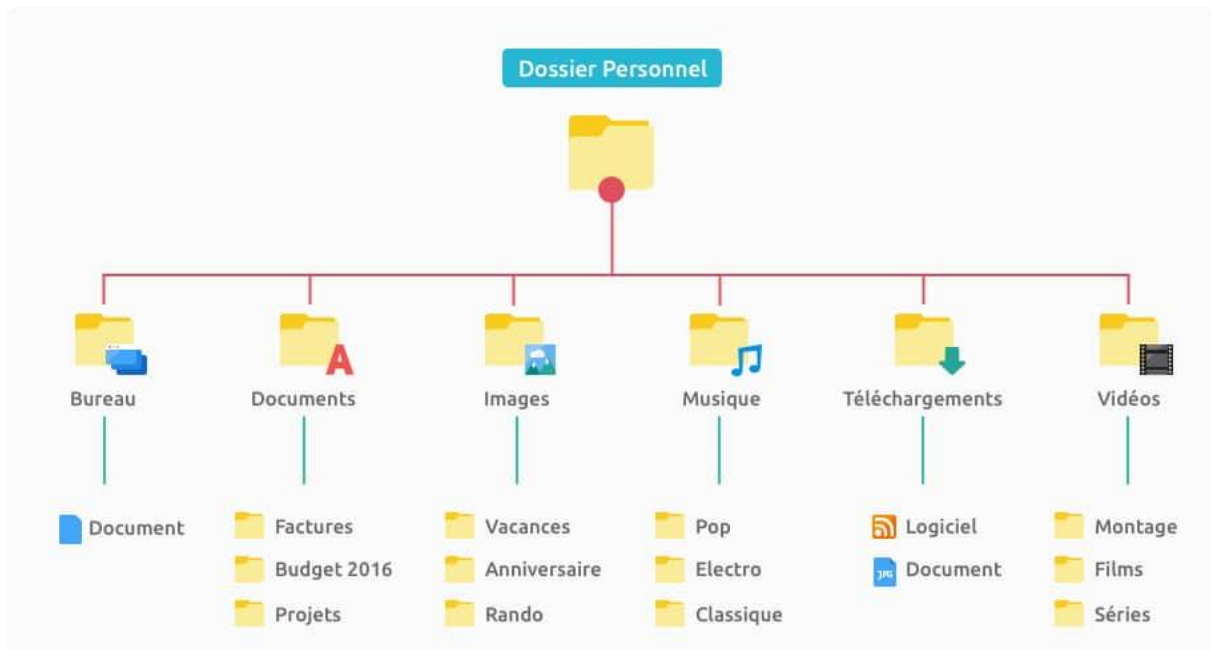 Dossier Personnel
Bureau
Documents
Images
Musique
Téléchargements
Vidéos
Document
Factures
Budget 2016
Projets
Vacances
Anniversaire
Rando
Pop
Electro
Classique
Logiciel
JPG
Document
Montage
Films
Séries